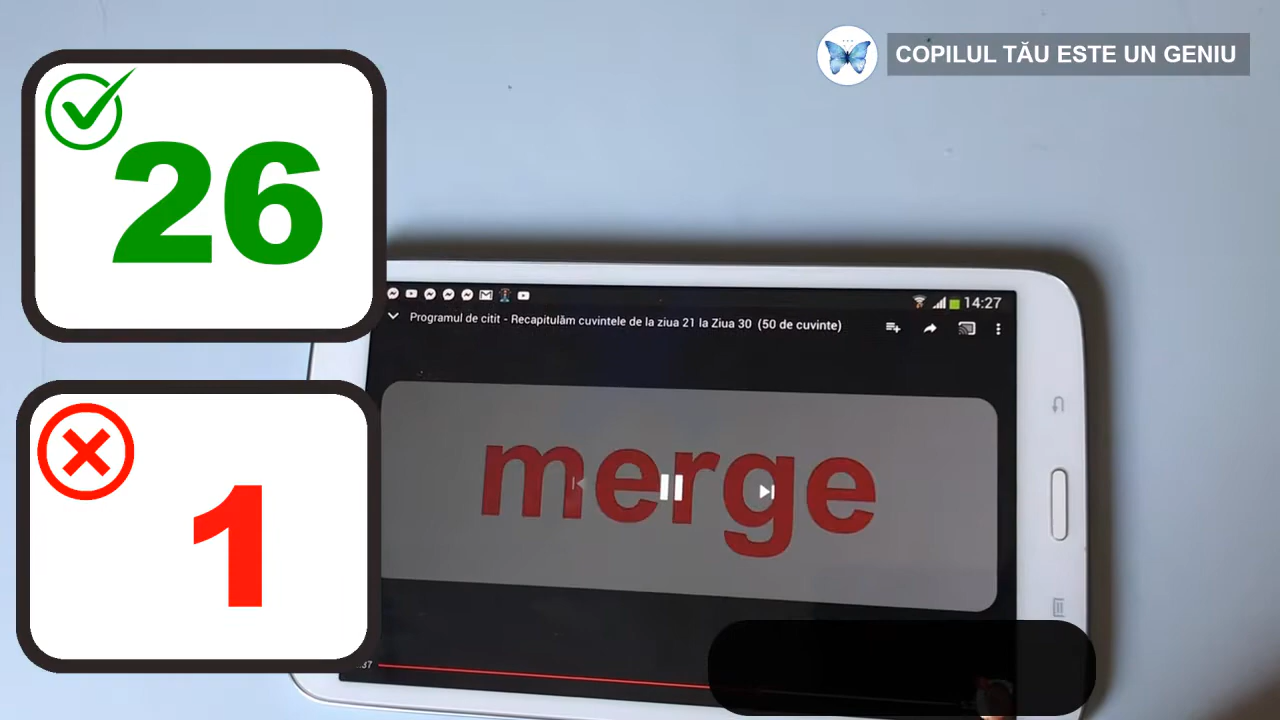 COPILUL TĂU ESTE UN GENIU
26
14:27
Programul de citit - Recapitulăm cuvintele de la ziua 21 la Ziua 30 (50 de cuvinte)
merge
1
:37